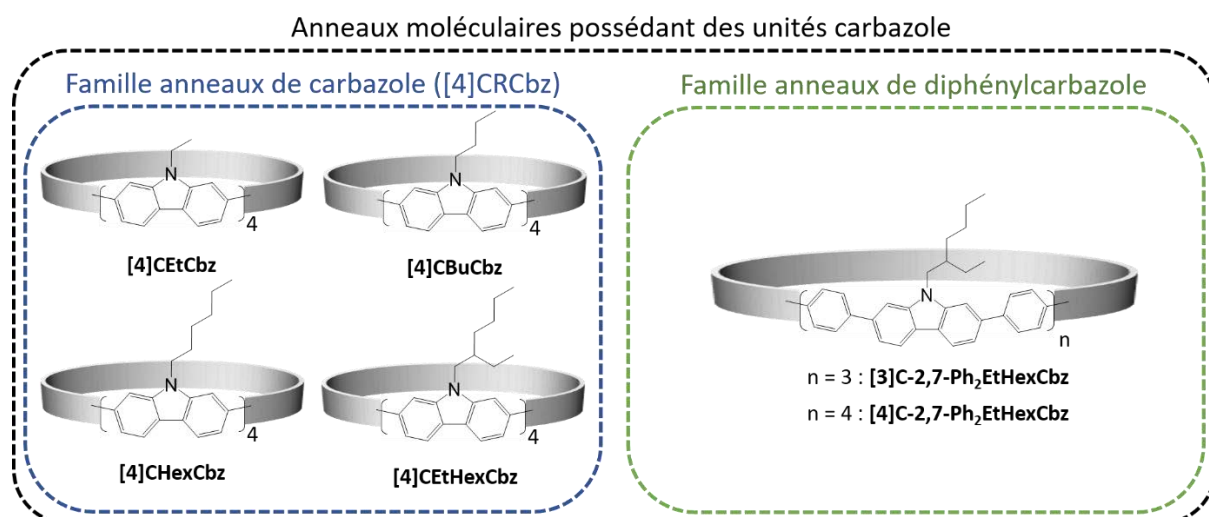 Anneaux moléculaires possédant des unités carbazole
Famille anneaux de carbazole ([4]CRCbz)
N
4
[4]CEtCbz
N
4
[4]CBuCbz
N
4
[4]CHexCbz
N
4
[4]CEtHexCbz
Famille anneaux de diphénylcarbazole
N
n
n = 3 : [3]C-2,7-Ph₂EtHexCbz
n = 4 : [4]C-2,7-Ph₂EtHexCbz